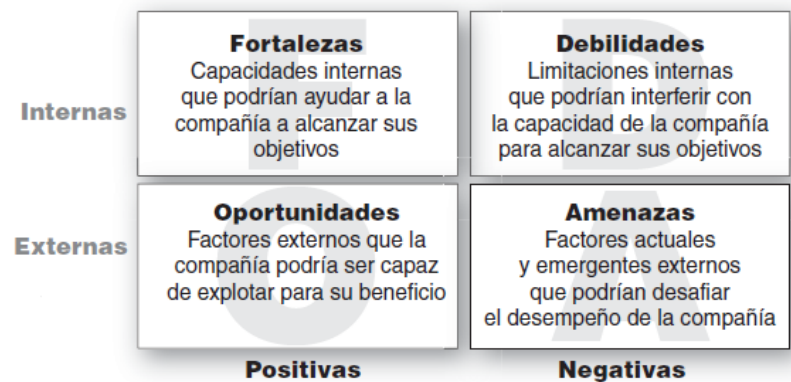 Fortalezas
Capacidades internas
que podrían ayudar a la
compañía a alcanzar sus
objetivos
Debilidades
Limitaciones internas
que podrían interferir con
la capacidad de la compañía
para alcanzar sus objetivos
Internas
F
D
Oportunidades
Factores externos que la
compañía podría ser capaz
de explotar para su beneficio
Amenazas
Factores actuales
y emergentes externos
que podrían desafiar
el desempeño de la compañía
Externas
O
A
Positivas
Negativas